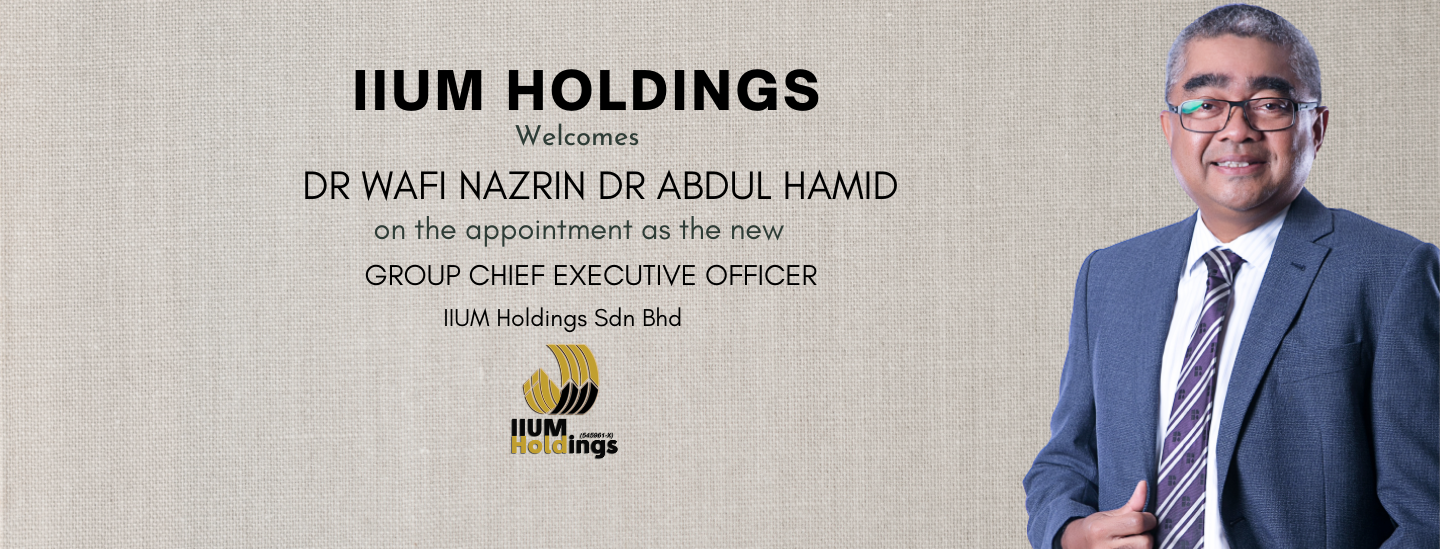 IIUM HOLDINGS
Welcomes
DR WAFI NAZRIN DR ABDUL HAMID
on the appointment as the new
GROUP CHIEF EXECUTIVE OFFICER
IIUM Holdings Sdn Bhd
IIUM
(545961-X)
Holdings